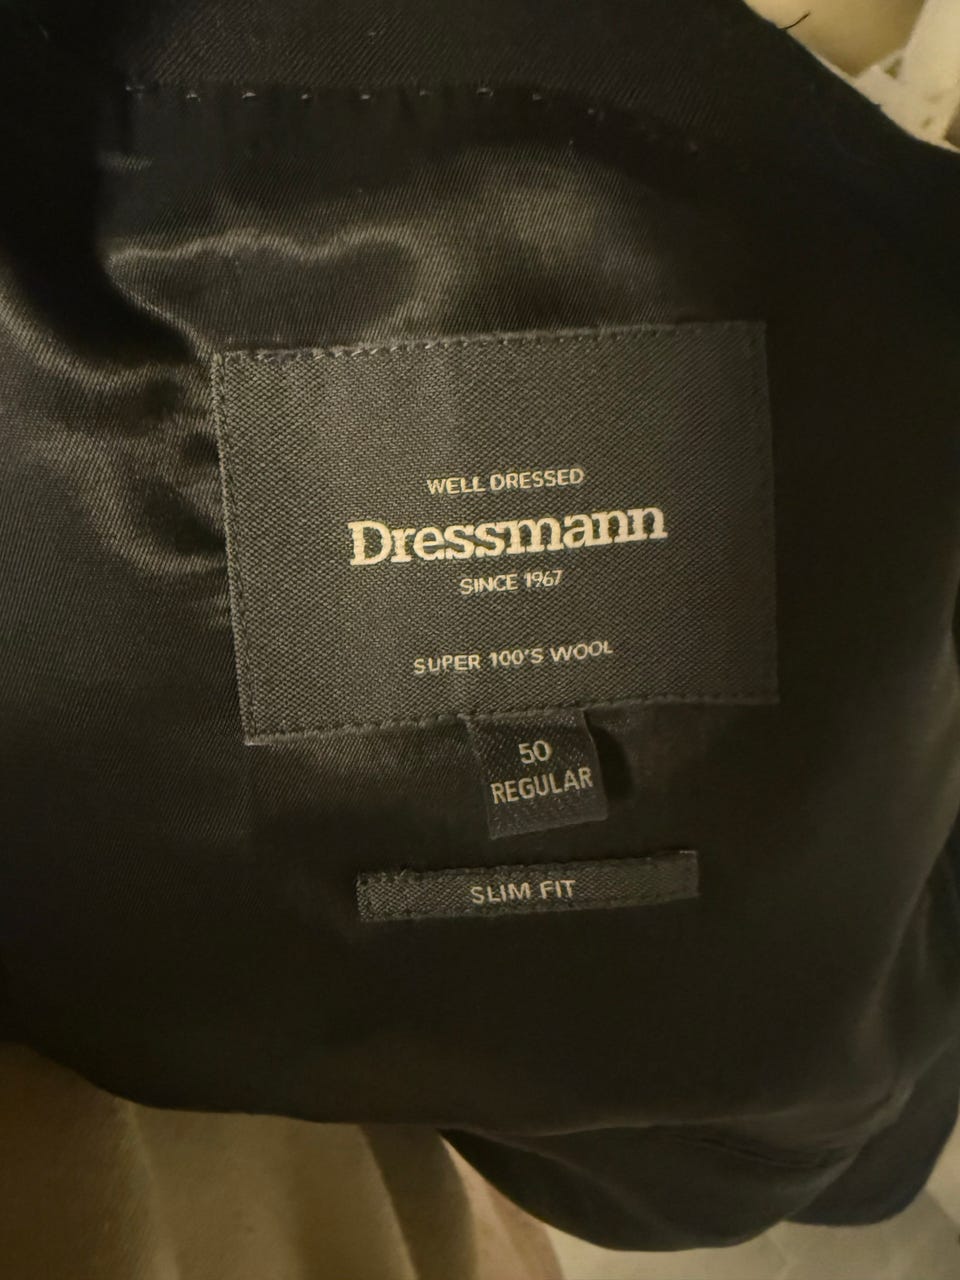 WELL DRESSED
Dressmann
SINCE 1967
SUPER 100'S WOOL
50
REGULAR
SLIM FIT